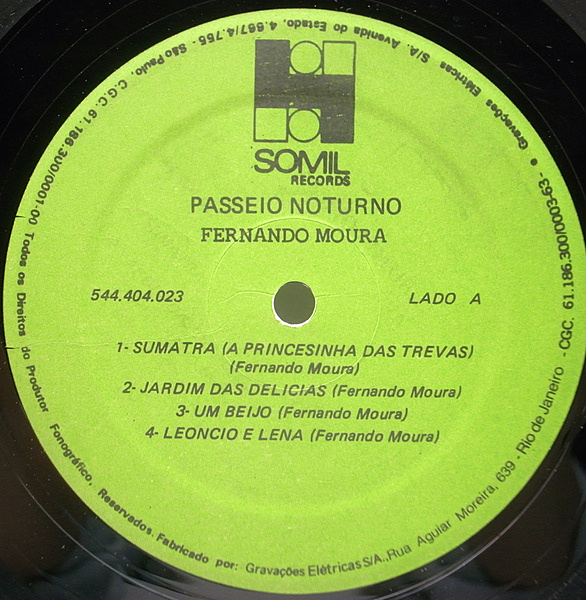 SOMIL
RECORDS
PASSEIO NOTURNO
FERNANDO MOURA
544.404.023
LADO A
1- SUMATRA (A PRINCESINHA DAS TREVAS)
(Fernando Moura)
2- JARDIM DAS DELICIAS (Fernando Moura)
3- UM BEIJO (Fernando Moura)
4- LEONCIO E LENA (Fernando Moura)
Todos os Direitos do Produtor Fonográfico, Reservados. Fabricado por: Gravações Elétricas S/A., Rua Aguiar Moreira, 639 - Rio de Janeiro - CGC. 61.186.300/0003-63 - • Gravações Elétricas S/A. Avenida do Estado, 4.667/4.755 - São Paulo. C.G.C. 61.186.300/0001-00